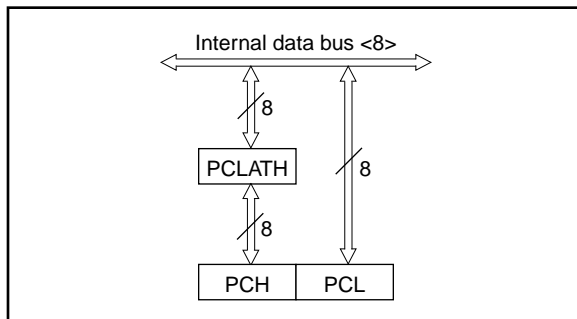 Internal data bus <8>
8
PCLATH
8
8
PCH PCL